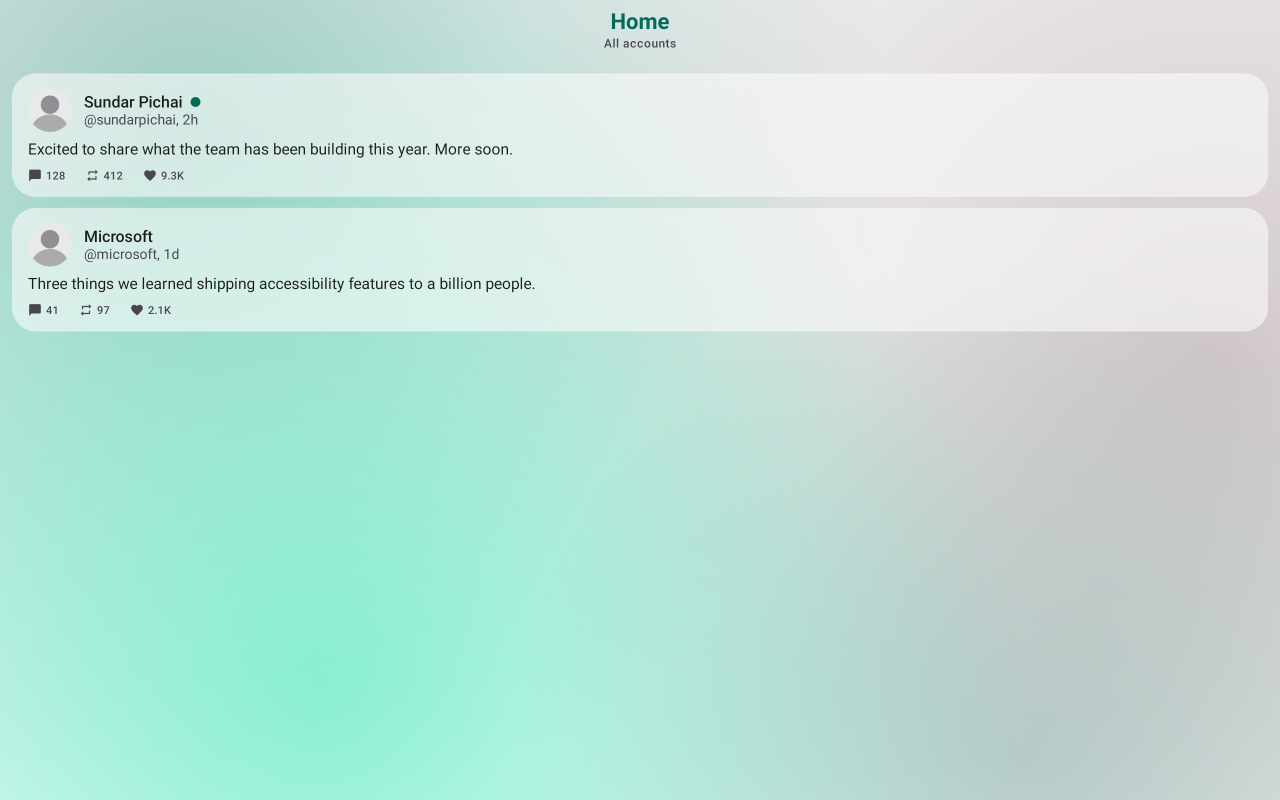 Home
All accounts
Sundar Pichai
@sundarpichai, 2h
Excited to share what the team has been building this year. More soon.
128 412 9.3K
Microsoft
@microsoft, 1d
Three things we learned shipping accessibility features to a billion people.
41 97 2.1K